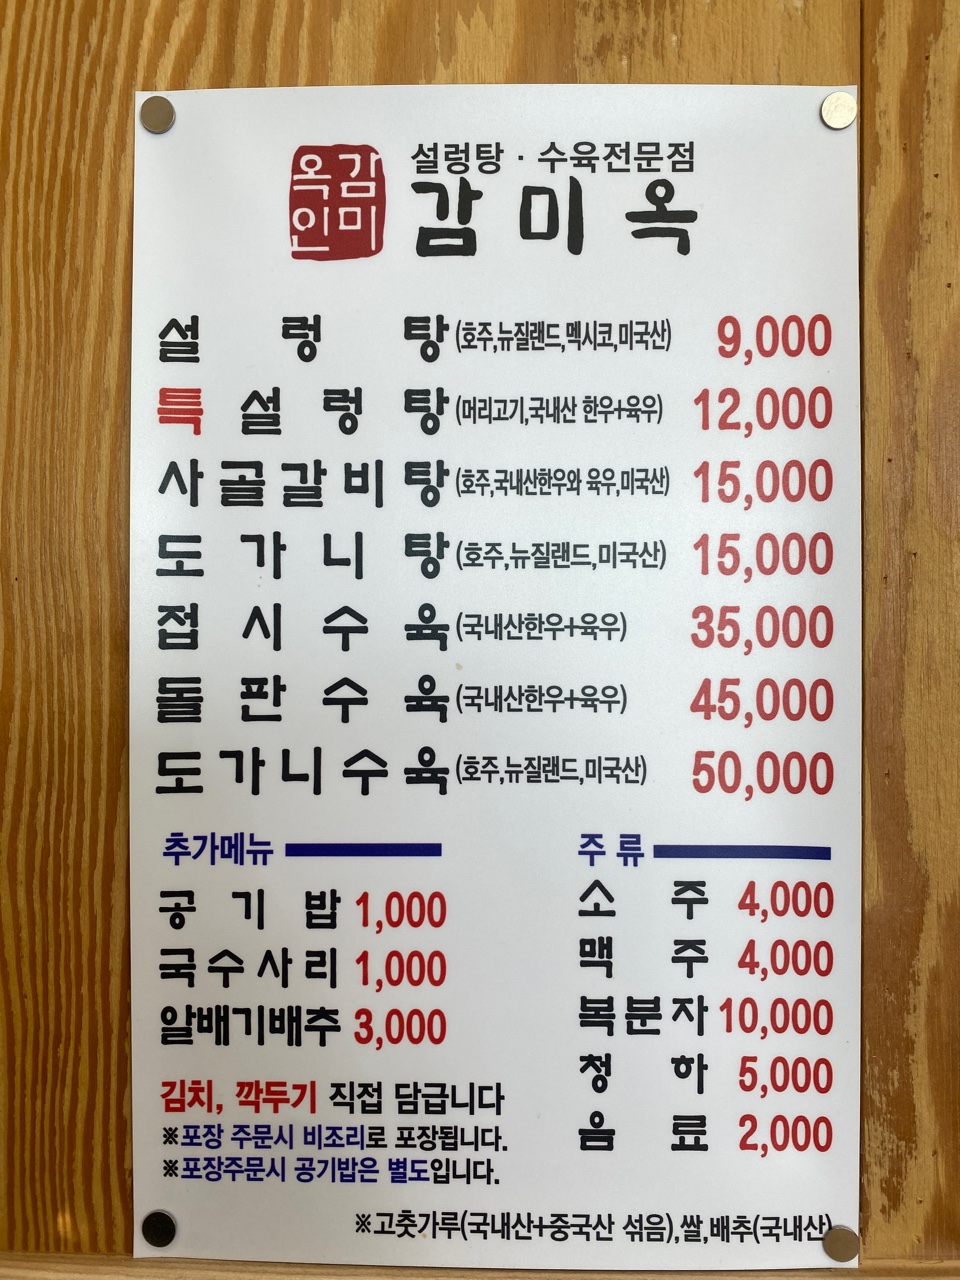 옥감
인미
설렁탕 · 수육전문점
감미옥
설렁탕(호주,뉴질랜드,멕시코,미국산) 9,000
특설렁탕(머리고기,국내산 한우+육우) 12,000
사골갈비탕(호주,국내산한우와 육우,미국산) 15,000
도가니탕(호주,뉴질랜드,미국산) 15,000
접시수육(국내산한우+육우) 35,000
돌판수육(국내산한우+육우) 45,000
도가니수육(호주,뉴질랜드,미국산) 50,000
추가메뉴
공기밥 1,000
국수사리 1,000
알배기배추 3,000
주류
소주 4,000
맥주 4,000
복분자 10,000
청하 5,000
음료 2,000
김치, 깍두기 직접 담급니다
※포장 주문시 비조리로 포장됩니다.
※포장주문시 공기밥은 별도입니다.
※고춧가루(국내산+중국산 섞음),쌀,배추(국내산)